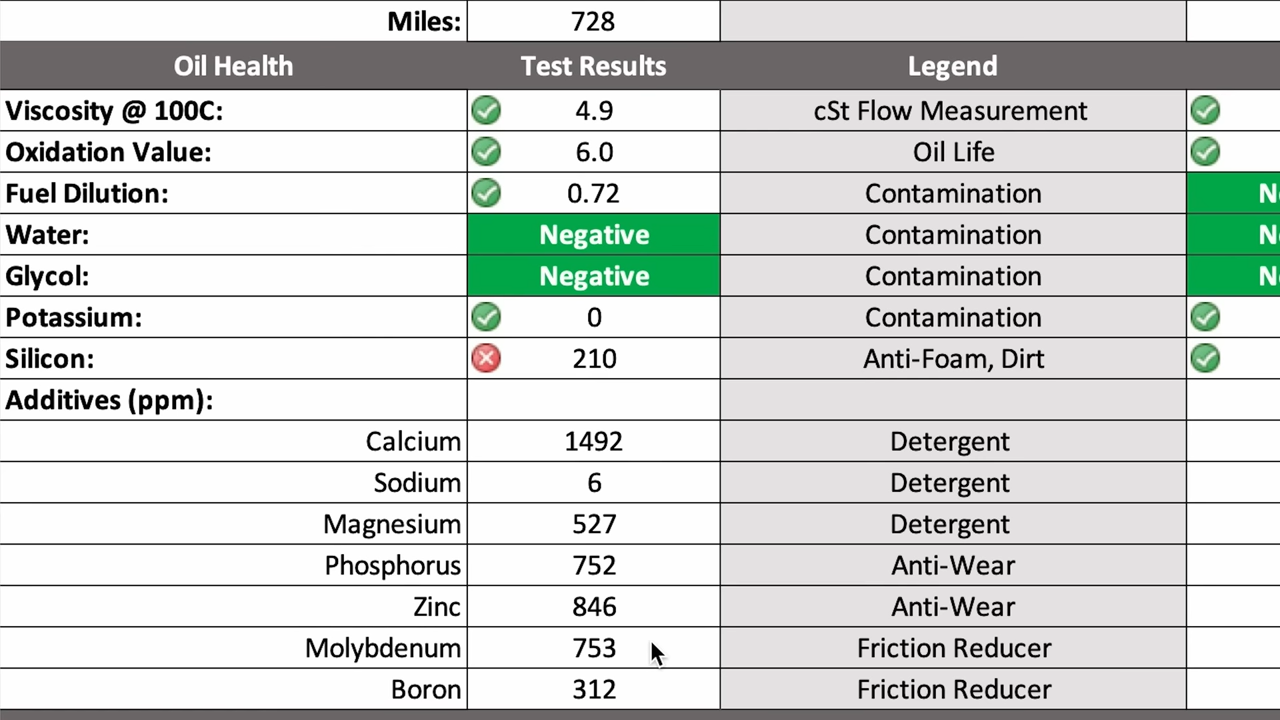 Miles: 728
Oil Health Test Results Legend
Viscosity @ 100C: 4.9 cSt Flow Measurement
Oxidation Value: 6.0 Oil Life
Fuel Dilution: 0.72 Contamination
Water: Negative Contamination
Glycol: Negative Contamination
Potassium: 0 Contamination
Silicon: 210 Anti-Foam, Dirt
Additives (ppm):
Calcium 1492 Detergent
Sodium 6 Detergent
Magnesium 527 Detergent
Phosphorus 752 Anti-Wear
Zinc 846 Anti-Wear
Molybdenum 753 Friction Reducer
Boron 312 Friction Reducer